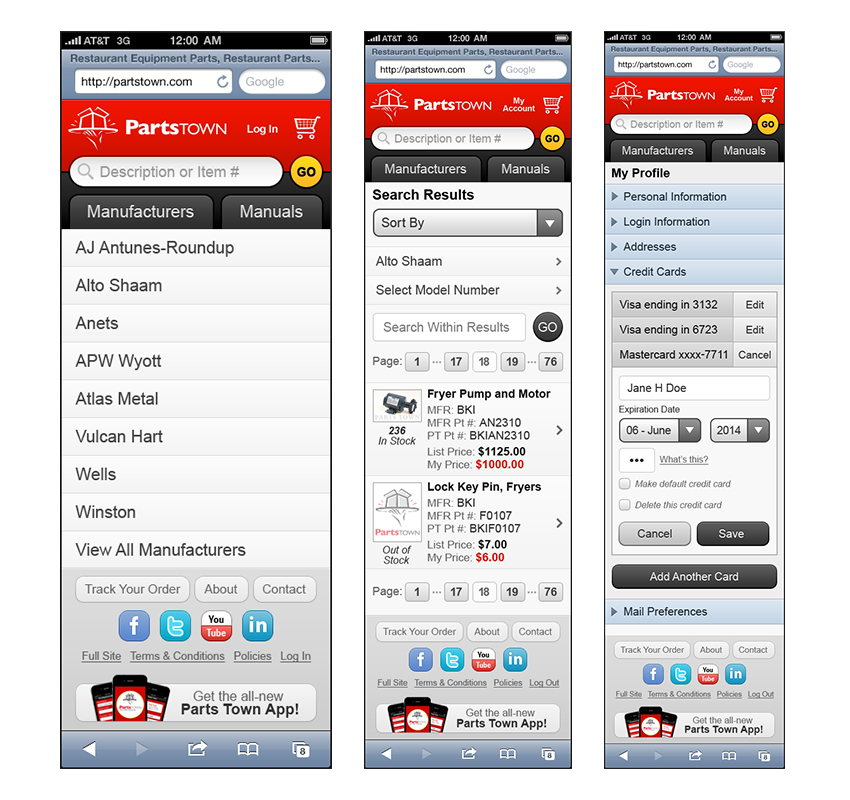 AT&T 3G 12:00 AM
Restaurant Equipment Parts, Restaurant Parts...
http://partstown.com Google
PARTSTOWN Log In
Description or Item # GO
Manufacturers Manuals
AJ Antunes-Roundup
Alto Shaam
Anets
APW Wyott
Atlas Metal
Vulcan Hart
Wells
Winston
View All Manufacturers
Track Your Order About Contact
f t You Tube in
Full Site Terms & Conditions Policies Log In
Get the all-new
Parts Town App!
8
AT&T 3G 12:00 AM
Restaurant Equipment Parts, Restaurant Parts...
http://partstown.com Google
PARTSTOWN My Account
Description or Item # GO
Manufacturers Manuals
Search Results
Sort By
Alto Shaam
Select Model Number
Search Within Results GO
Page: 1 ... 17 18 19 ... 76
Fryer Pump and Motor
MFR: BKI
MFR Pt #: AN2310
PT Pt #: BKIAN2310
List Price: $1125.00
My Price: $1000.00
236
In Stock
Lock Key Pin, Fryers
MFR: BKI
MFR Pt #: F0107
PT Pt #: BKIF0107
List Price: $7.00
My Price: $6.00
PARTSTOWN
Out of
Stock
Page: 1 ... 17 18 19 ... 76
Track Your Order About Contact
f t You Tube in
Full Site Terms & Conditions Policies Log Out
Get the all-new
Parts Town App!
8
AT&T 3G 12:00 AM
Restaurant Equipment Parts, Restaurant Parts...
http://partstown.com Google
PARTSTOWN My Account
Description or Item # GO
Manufacturers Manuals
My Profile
Personal Information
Login Information
Addresses
Credit Cards
Visa ending in 3132 Edit
Visa ending in 6723 Edit
Mastercard xxxx-7711 Cancel
Jane H Doe
Expiration Date
06 - June 2014
••• What's this?
Make default credit card
Delete this credit card
Cancel Save
Add Another Card
Mail Preferences
Track Your Order About Contact
f t You Tube in
Full Site Terms & Conditions Policies Log Out
Get the all-new
Parts Town App!
8